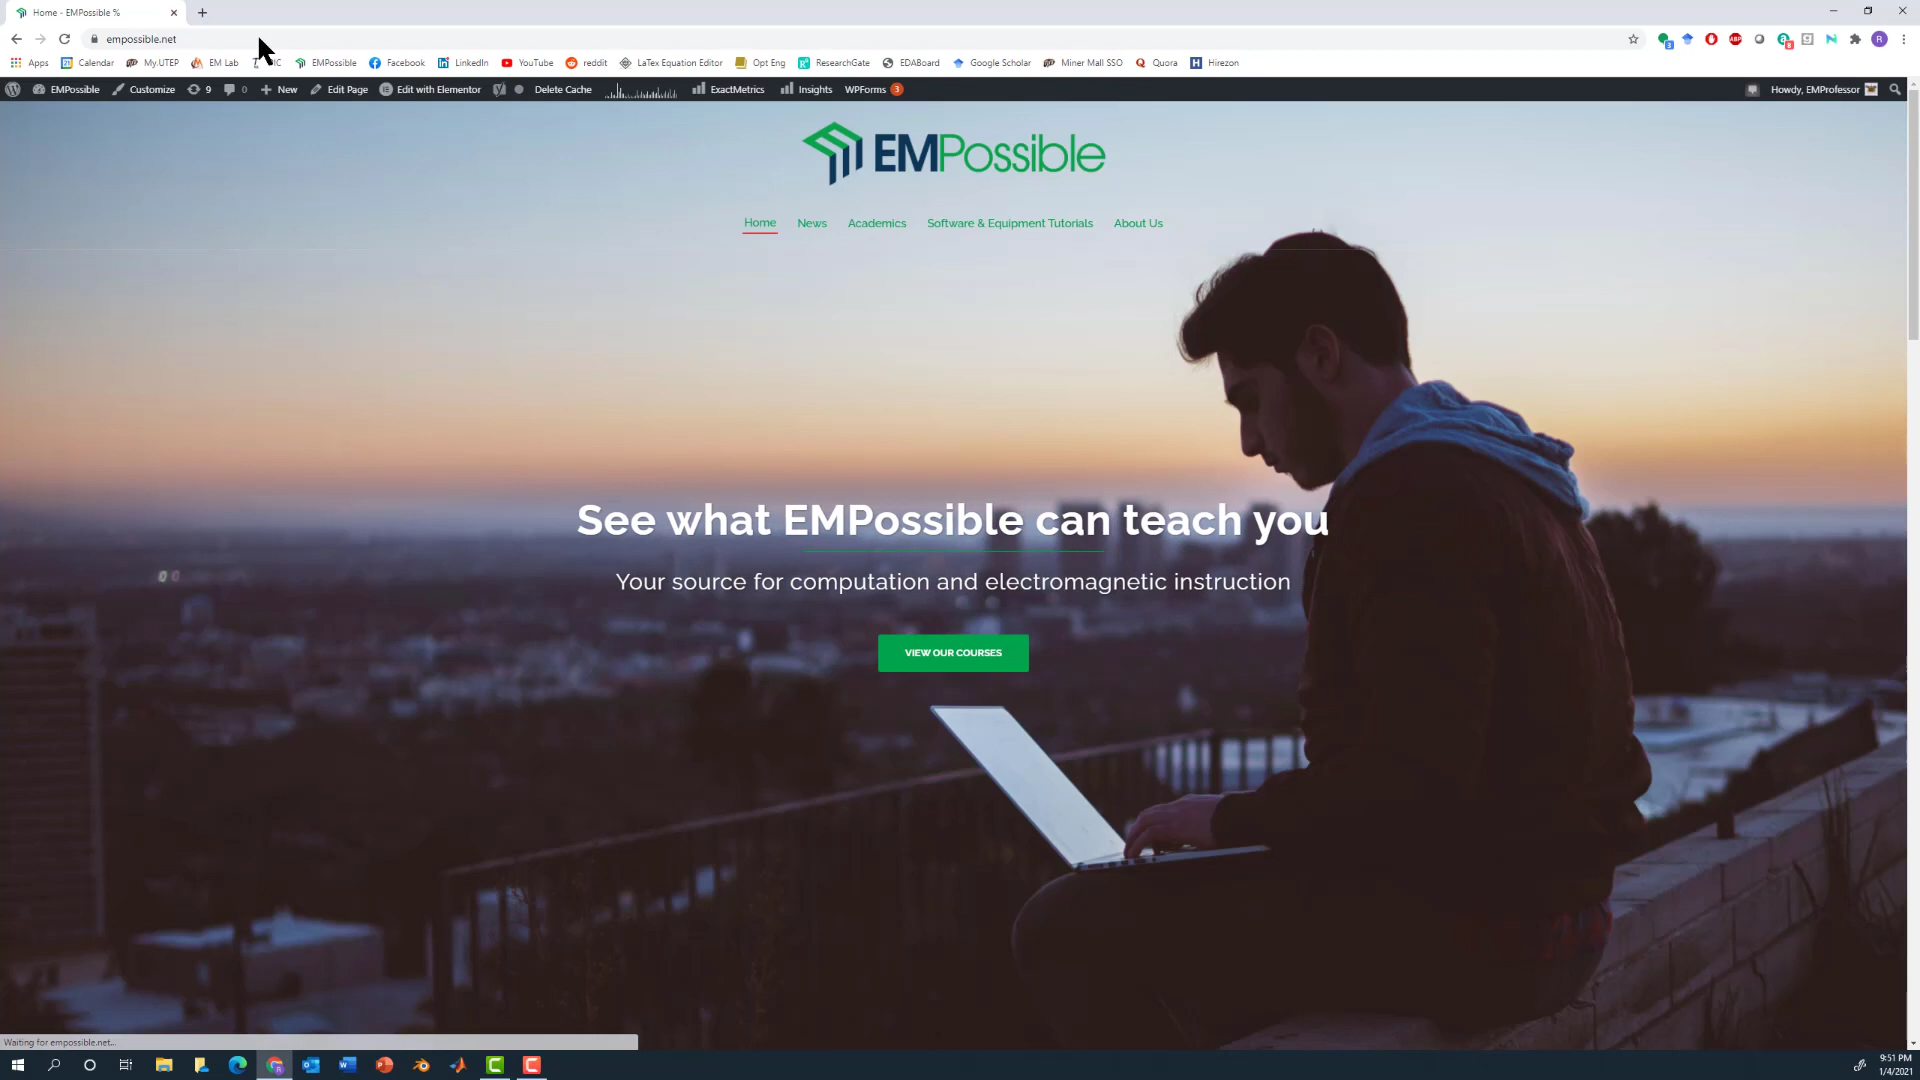 Home - EMPossible %
empossible.net
Apps Calendar My.UTEP EM Lab EMPossible Facebook LinkedIn YouTube reddit LaTex Equation Editor Opt Eng ResearchGate EDABoard Google Scholar Miner Mall SSO Quora Hirezon
EMPossible Customize 9 0 New Edit Page Edit with Elementor Delete Cache ExactMetrics Insights WPForms 3 Howdy, EMProfessor
EMPossible
Home News Academics Software & Equipment Tutorials About Us
See what EMPossible can teach you
Your source for computation and electromagnetic instruction
VIEW OUR COURSES
Waiting for empossible.net...
9:51 PM
1/4/2021